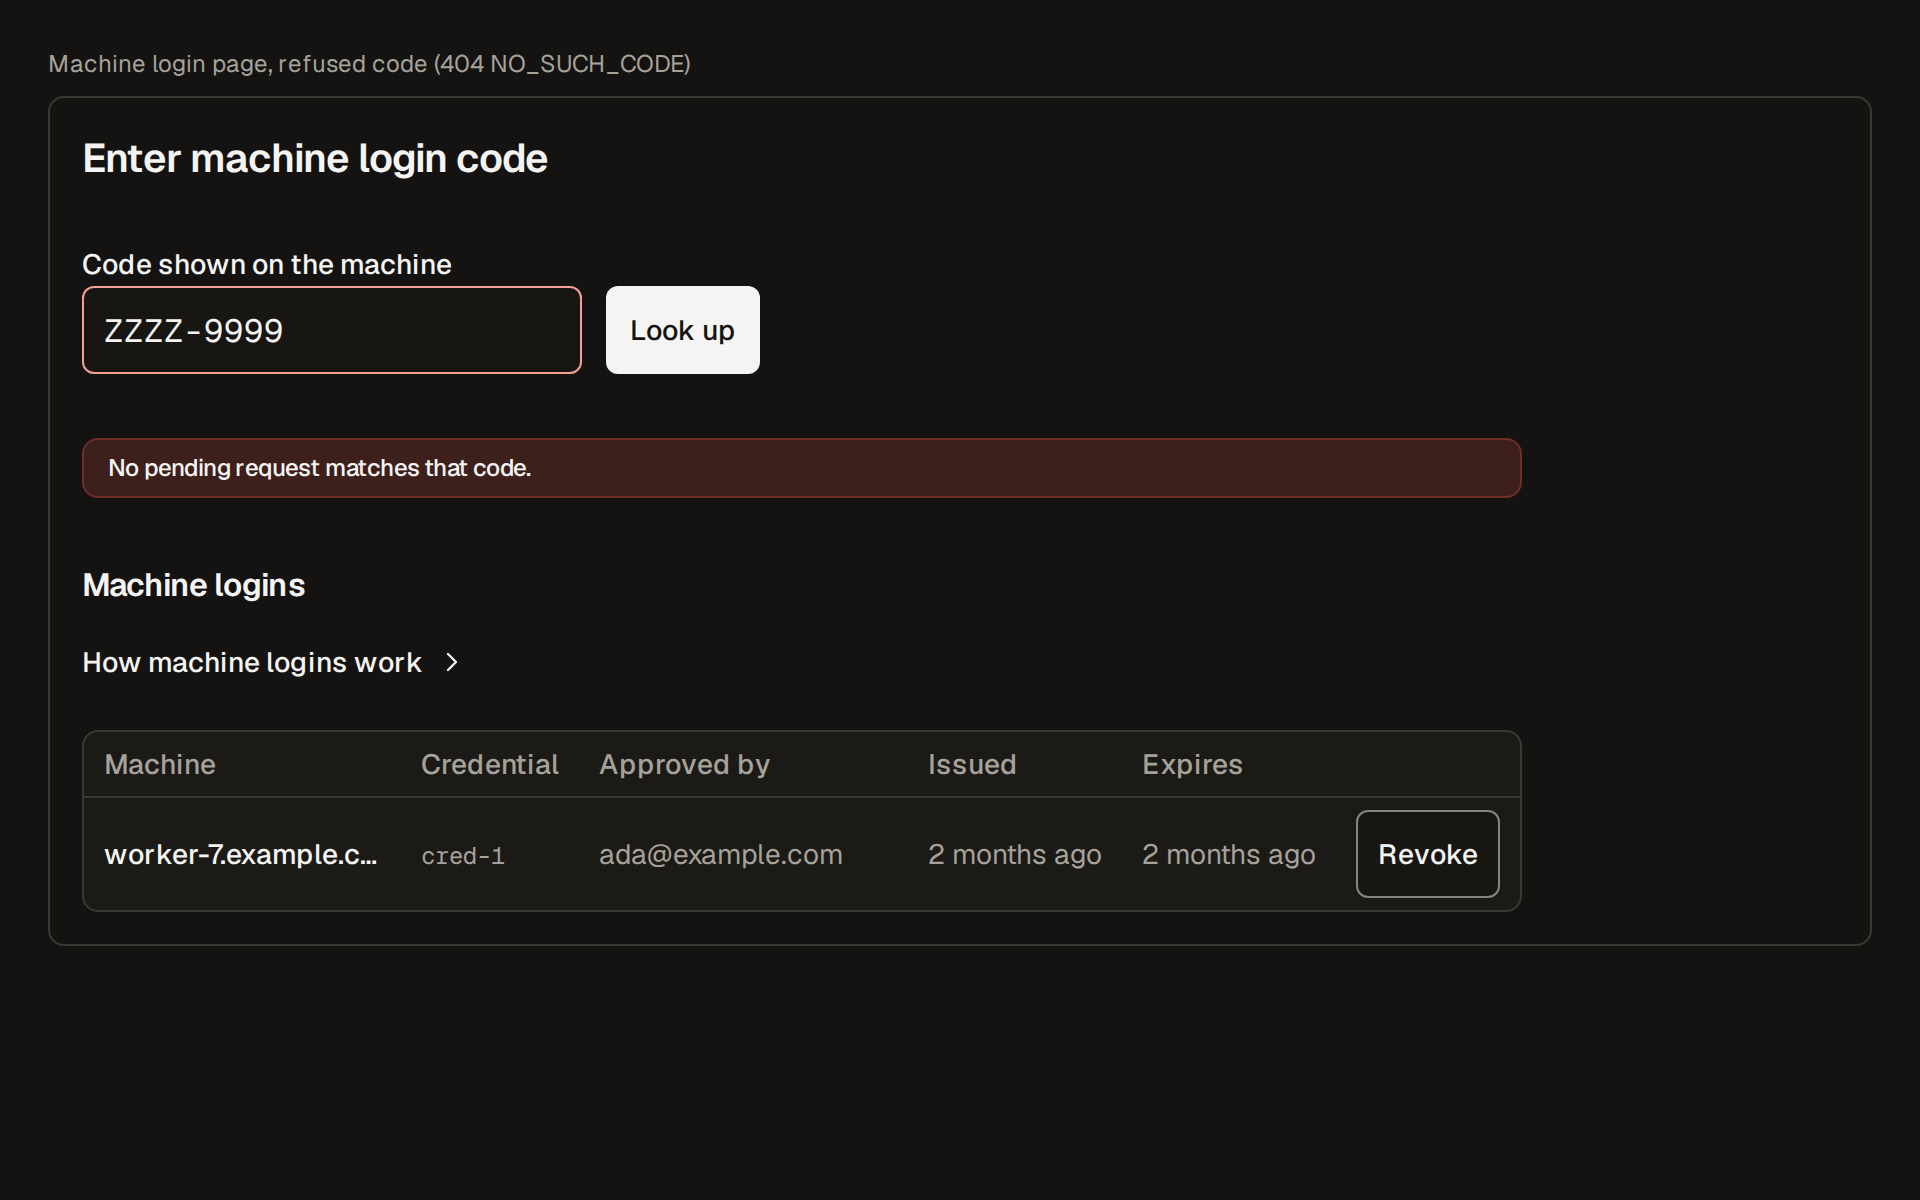 Machine login page, refused code (404 NO_SUCH_CODE)
Enter machine login code
Code shown on the machine
ZZZZ-9999
Look up
No pending request matches that code.
Machine logins
How machine logins work
Machine Credential Approved by Issued Expires
worker-7.example.c... cred-1 ada@example.com 2 months ago 2 months ago Revoke